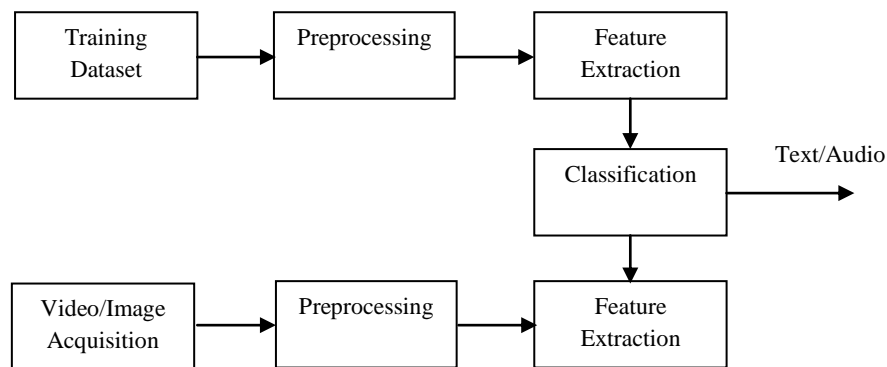 Training
Dataset
Preprocessing
Feature
Extraction
Classification
Text/Audio
Video/Image
Acquisition
Preprocessing
Feature
Extraction